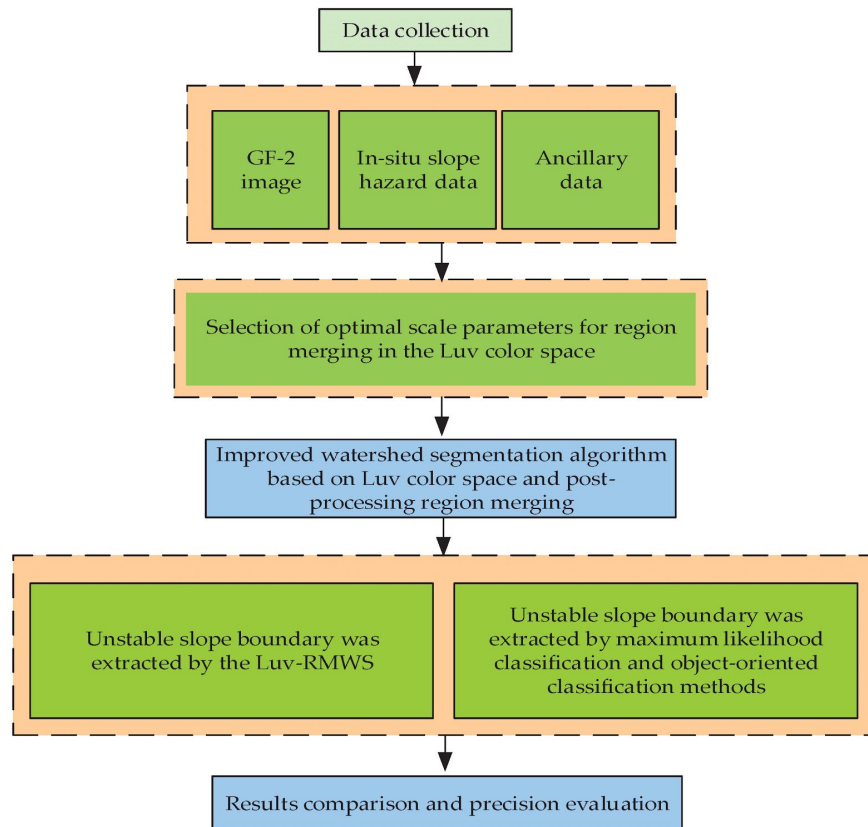 Data collection
GF-2
image
In-situ slope
hazard data
Ancillary
data
Selection of optimal scale parameters for region
merging in the Luv color space
Improved watershed segmentation algorithm
based on Luv color space and post-
processing region merging
Unstable slope boundary was
extracted by the Luv-RMWS
Unstable slope boundary was
extracted by maximum likelihood
classification and object-oriented
classification methods
Results comparison and precision evaluation